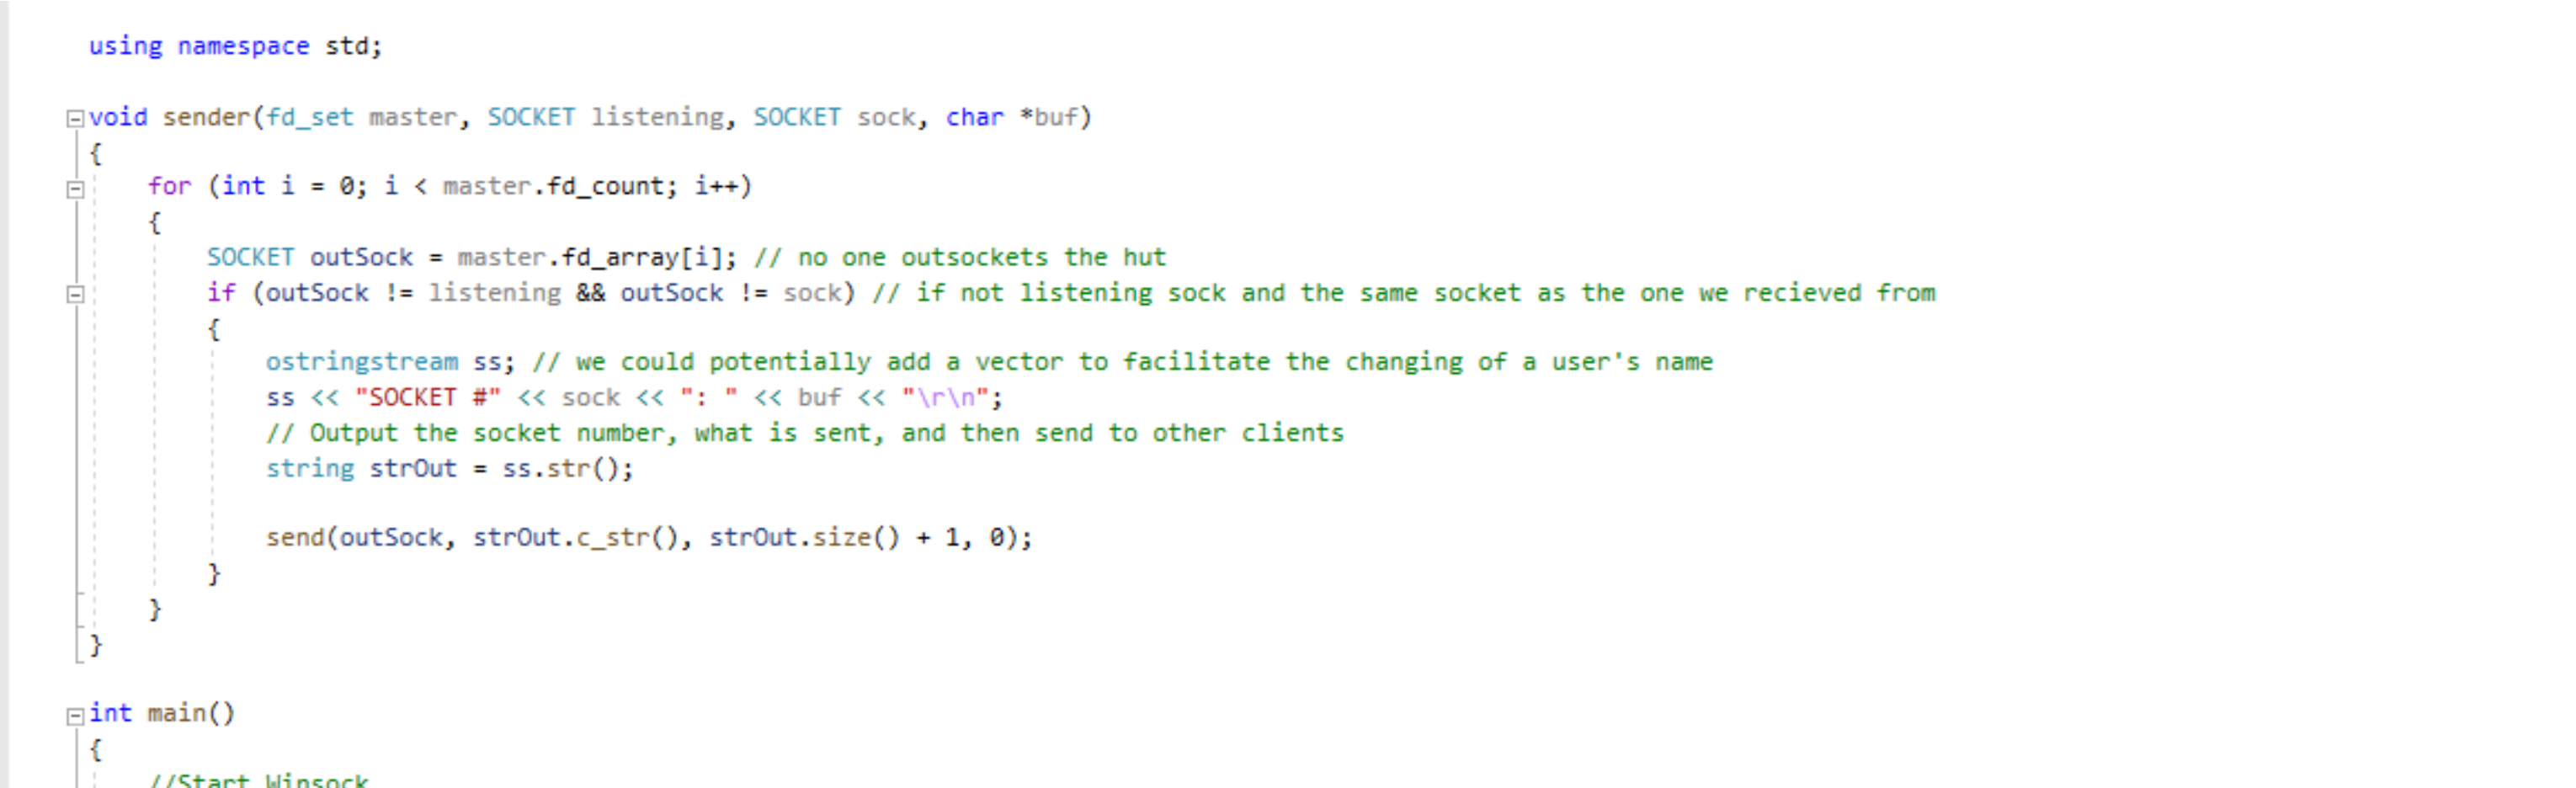 using namespace std;
void sender(fd_set master, SOCKET listening, SOCKET sock, char *buf)
{
for (int i = 0; i < master.fd_count; i++)
{
SOCKET outSock = master.fd_array[i]; // no one outsockets the hut
if (outSock != listening && outSock != sock) // if not listening sock and the same socket as the one we recieved from
{
ostringstream ss; // we could potentially add a vector to facilitate the changing of a user's name
ss << "SOCKET #" << sock << ": " << buf << "\r\n";
// Output the socket number, what is sent, and then send to other clients
string strOut = ss.str();
send(outSock, strOut.c_str(), strOut.size() + 1, 0);
}
}
}
int main()
{
//Start Winsock